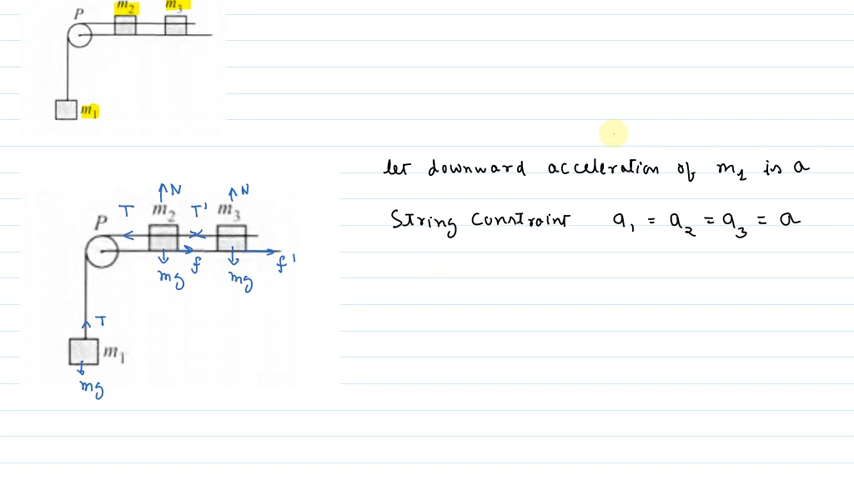 m2 m3
P
m1
let downward acceleration of m1 is a
String Constraint a1 = a2 = a3 = a
N N
T m2 T' m3
P
f f'
mg mg
T
m1
mg